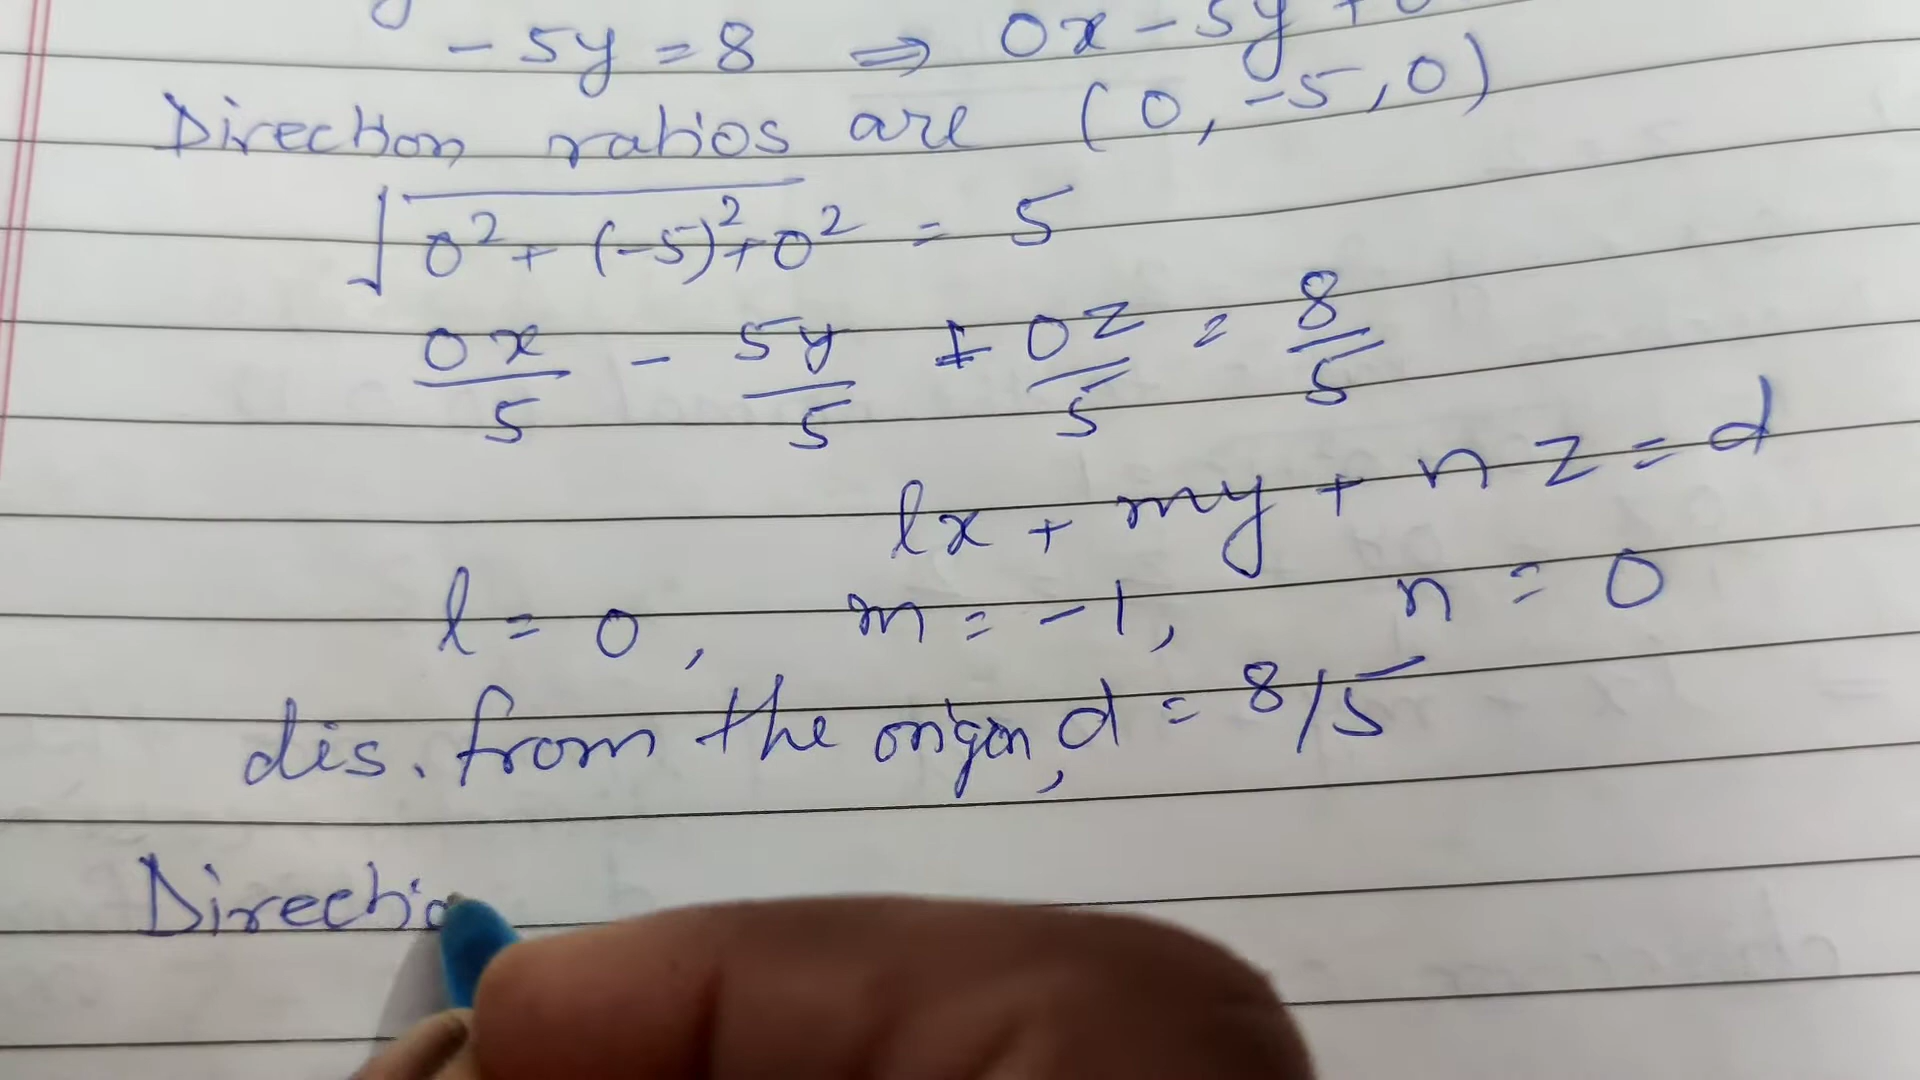 - 5y = 8 ⇒ 0x - 5y + 0
Direction ratios are (0, -5, 0)
√(0² + (-5)² + 0²) = 5
0x/5 - 5y/5 + 0z/5 = 8/5
lx + my + nz = d
l = 0, m = -1, n = 0
dis. from the origin, d = 8/5
Directio